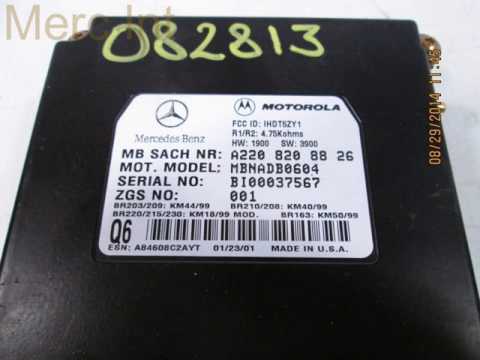 Merc-Int
082813
Mercedes Benz
MOTOROLA
FCC ID: IHDT5ZY1
R1/R2: 4.75Kohms
HW: 1900 SW: 3900
MB SACH NR: A220 820 88 26
MOT. MODEL: MBNADB0604
SERIAL NO: BI00037567
ZGS NO: 001
BR203/209: KM44/99 BR210/208: KM40/99
BR220/215/230: KM18/99 MOD. BR163: KM50/99
Q6
ESN: A84608C2AYT 01/23/01 MADE IN U.S.A.
08/29/2014 11:43